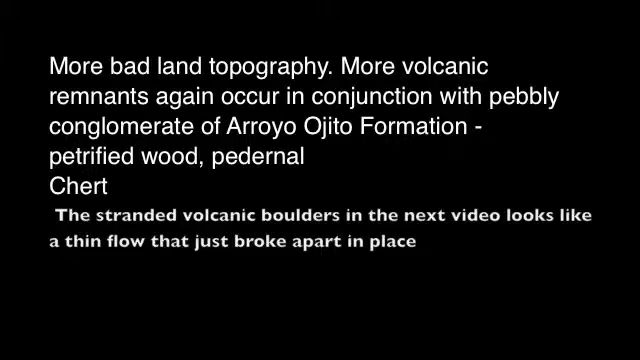 More bad land topography. More volcanic
remnants again occur in conjunction with pebbly
conglomerate of Arroyo Ojito Formation -
petrified wood, pedernal
Chert
The stranded volcanic boulders in the next video looks like
a thin flow that just broke apart in place